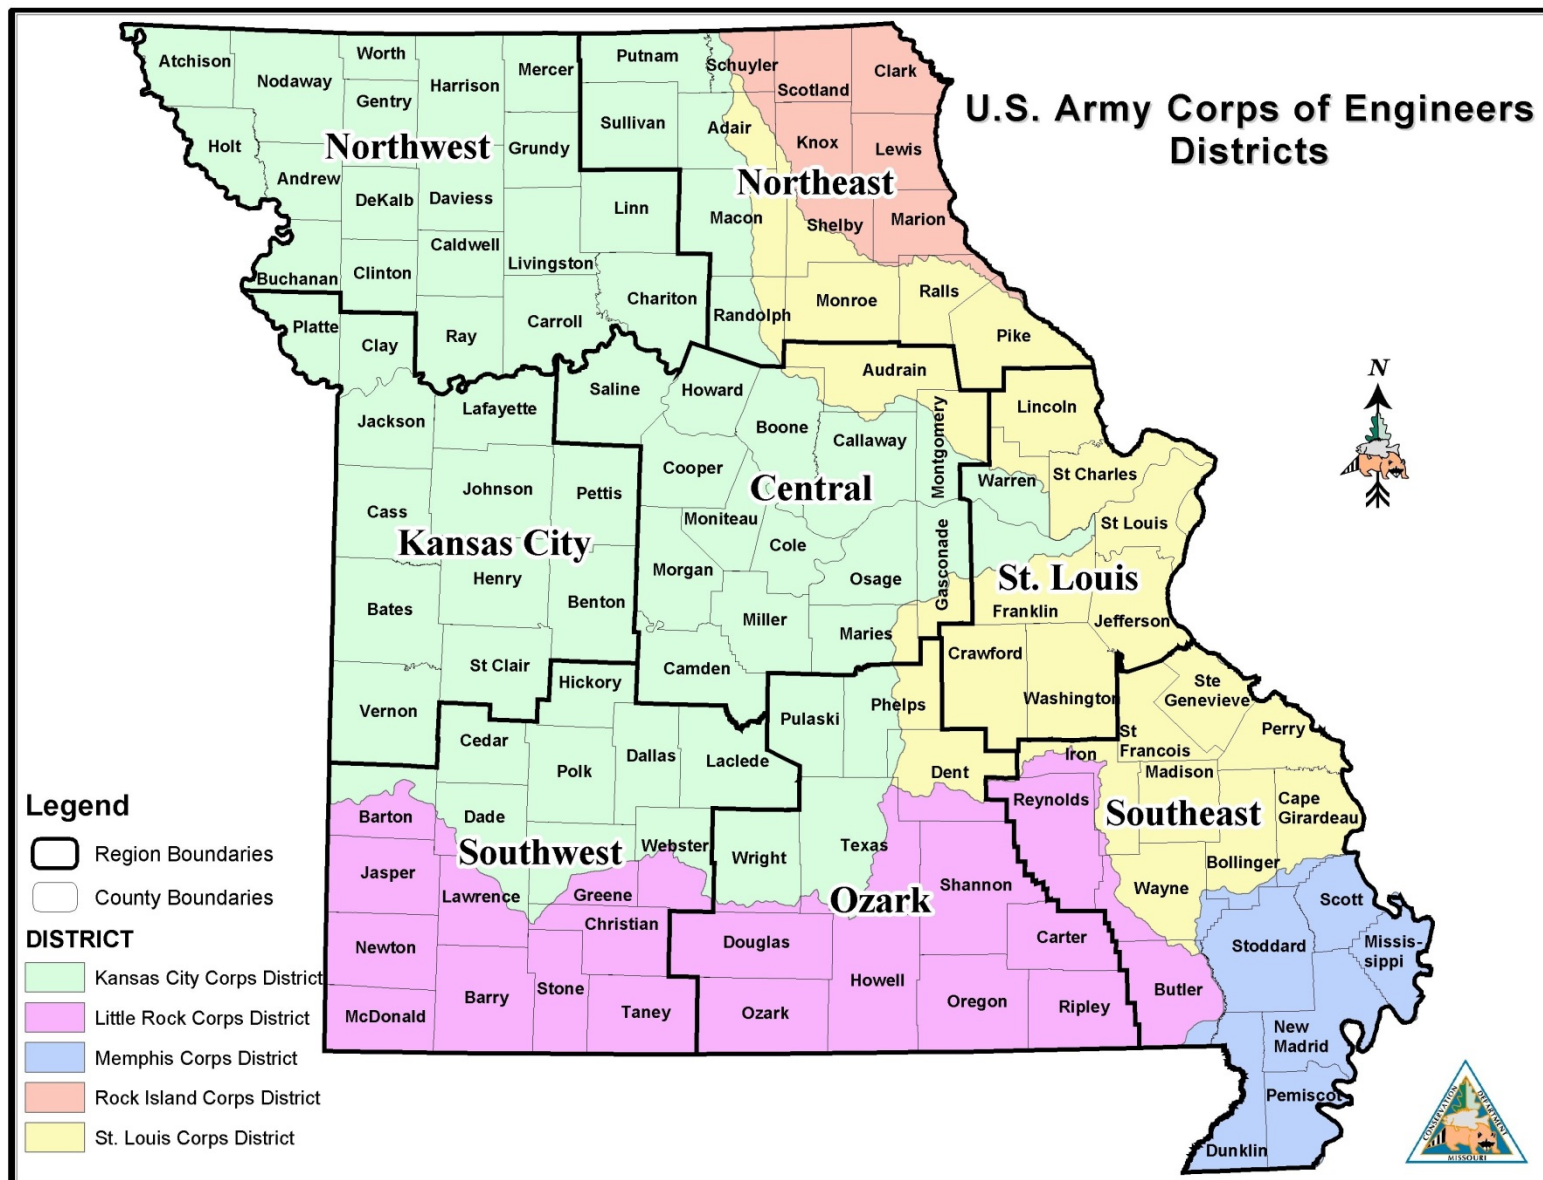 U.S. Army Corps of Engineers
Districts
N
Atchison
Nodaway
Worth
Gentry
Harrison
Mercer
Putnam
Schuyler
Scotland
Clark
Holt
Northwest
Grundy
Sullivan
Adair
Knox
Lewis
Northeast
Andrew
DeKalb
Daviess
Linn
Macon
Shelby
Marion
Buchanan
Clinton
Caldwell
Livingston
Chariton
Randolph
Monroe
Ralls
Platte
Clay
Ray
Carroll
Pike
Saline
Howard
Audrain
Jackson
Lafayette
Boone
Callaway
Montgomery
Lincoln
Cooper
Central
Warren
St Charles
Johnson
Pettis
Cass
Kansas City
Moniteau
Cole
St Louis
Henry
Morgan
Osage
Gasconade
St. Louis
Bates
Benton
Miller
Maries
Franklin
Jefferson
St Clair
Camden
Crawford
Hickory
Washington
Ste
Genevieve
Vernon
Pulaski
Phelps
St
Francois
Perry
Cedar
Polk
Dallas
Laclede
Dent
Iron
Madison
Reynolds
Southeast
Cape
Girardeau
Barton
Dade
Southwest
Webster
Wright
Texas
Bollinger
Jasper
Lawrence
Greene
Ozark
Shannon
Wayne
Scott
Newton
Christian
Douglas
Carter
Stoddard
Missis-
sippi
McDonald
Barry
Stone
Taney
Ozark
Howell
Oregon
Ripley
Butler
New
Madrid
Pemiscot
Dunklin
Legend
Region Boundaries
County Boundaries
DISTRICT
Kansas City Corps District
Little Rock Corps District
Memphis Corps District
Rock Island Corps District
St. Louis Corps District
CONSERVATION
DEPARTMENT
MISSOURI